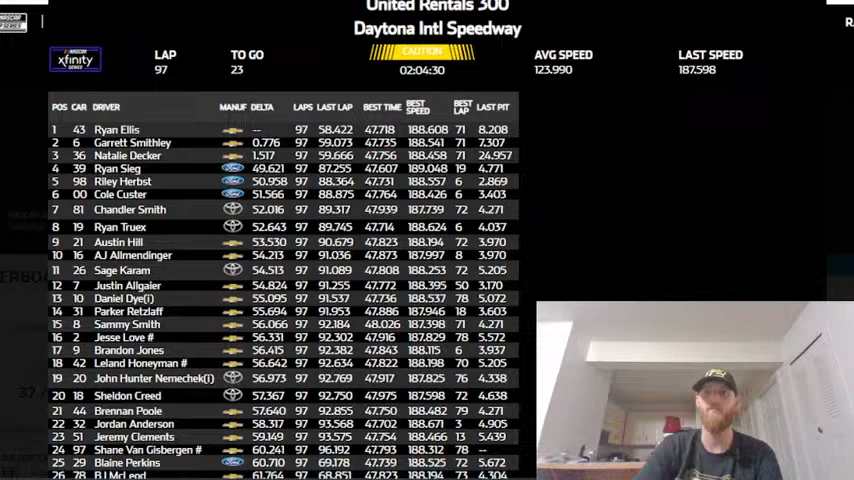 United Rentals 300
Daytona Intl Speedway
NASCAR
xfinity
SERIES
LAP TO GO CAUTION AVG SPEED LAST SPEED
97 23 02:04:30 123.990 187.598
POS CAR DRIVER MANUF DELTA LAPS LAST LAP BEST TIME BEST SPEED BEST LAP LAST PIT
1 43 Ryan Ellis -- 97 58.422 47.718 188.608 71 8.208
2 6 Garrett Smithley 0.776 97 59.073 47.735 188.541 71 7.307
3 36 Natalie Decker 1.517 97 59.666 47.756 188.458 71 24.957
4 39 Ryan Sieg 49.621 97 87.255 47.607 189.048 19 4.771
5 98 Riley Herbst 50.958 97 88.364 47.731 188.557 6 2.869
6 00 Cole Custer 51.566 97 88.875 47.764 188.426 6 3.403
7 81 Chandler Smith 52.016 97 89.317 47.939 187.739 72 4.271
8 19 Ryan Truex 52.643 97 89.745 47.714 188.624 6 4.037
9 21 Austin Hill 53.530 97 90.679 47.823 188.194 72 3.970
10 16 AJ Allmendinger 54.213 97 91.036 47.873 187.997 8 3.970
11 26 Sage Karam 54.513 97 91.089 47.808 188.253 72 5.205
12 7 Justin Allgaier 54.824 97 91.255 47.772 188.395 50 3.170
13 10 Daniel Dye(i) 55.095 97 91.537 47.736 188.537 78 5.072
14 31 Parker Retzlaff 55.694 97 91.953 47.886 187.946 18 3.603
15 8 Sammy Smith 56.066 97 92.184 48.026 187.398 71 4.271
16 2 Jesse Love # 56.331 97 92.302 47.916 187.829 78 5.572
17 9 Brandon Jones 56.415 97 92.382 47.843 188.115 6 3.937
18 42 Leland Honeyman # 56.642 97 92.634 47.822 188.198 70 5.205
19 20 John Hunter Nemechek(i) 56.973 97 92.769 47.917 187.825 76 4.338
20 18 Sheldon Creed 57.367 97 92.750 47.975 187.598 72 4.638
21 44 Brennan Poole 57.640 97 92.855 47.750 188.482 79 4.271
22 32 Jordan Anderson 58.317 97 93.568 47.702 188.671 3 4.905
23 51 Jeremy Clements 59.149 97 93.575 47.754 188.466 13 5.439
24 97 Shane Van Gisbergen # 60.241 97 96.192 47.793 188.312 78 --
25 29 Blaine Perkins 60.710 97 69.178 47.739 188.525 72 5.672
26 78 BJ McLeod 61.764 97 68.851 47.823 188.194 73 4.304